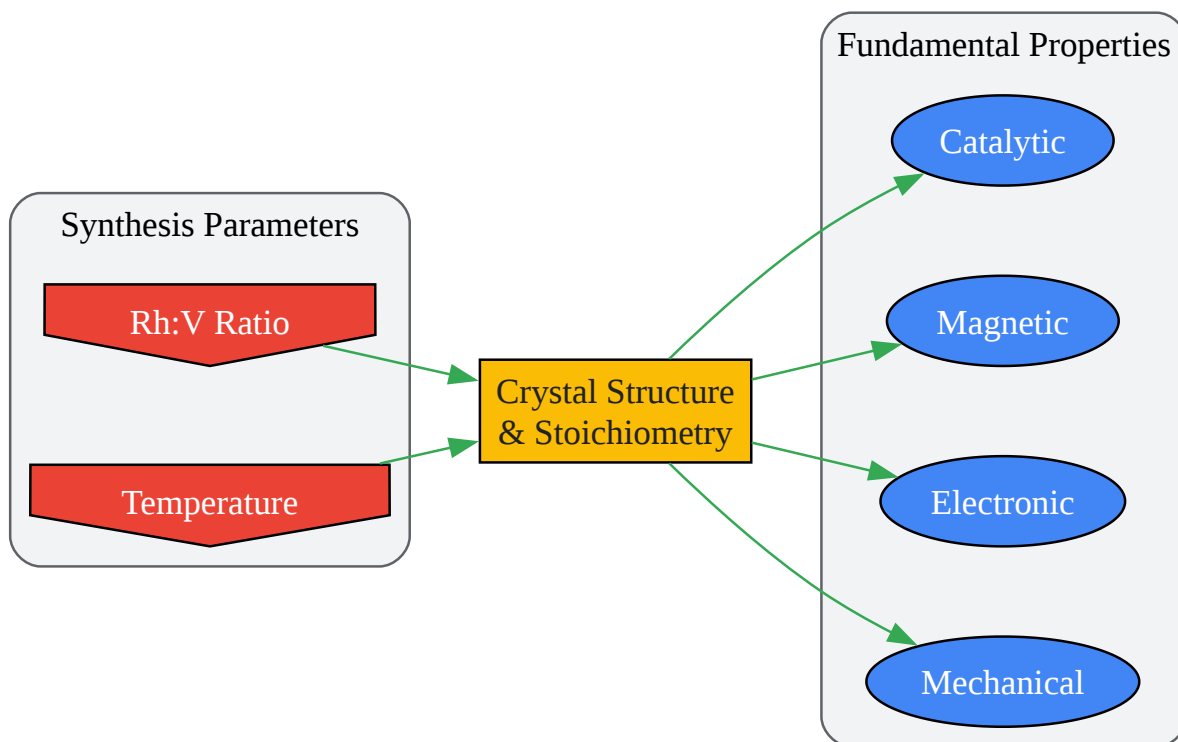 Synthesis Parameters
Rh:V Ratio
Temperature
Crystal Structure
& Stoichiometry
Fundamental Properties
Catalytic
Magnetic
Electronic
Mechanical